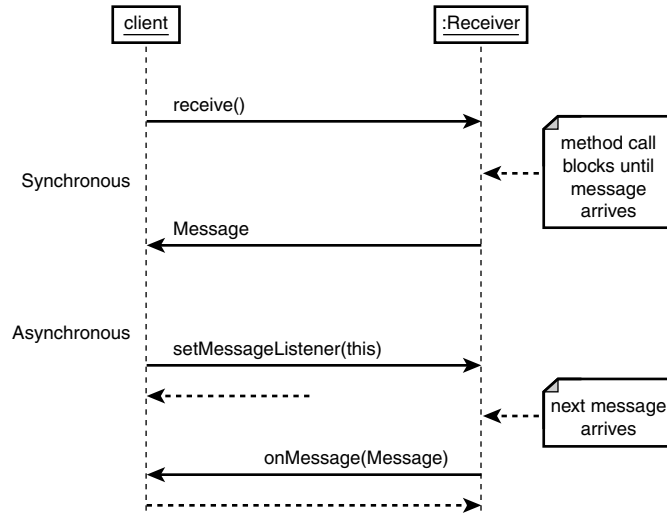 client
:Receiver
receive()
method call
blocks until
message
arrives
Synchronous
Message
Asynchronous
setMessageListener(this)
next message
arrives
onMessage(Message)